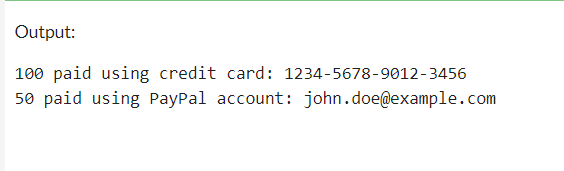 Output:
100 paid using credit card: 1234-5678-9012-3456
50 paid using PayPal account: john.doe@example.com